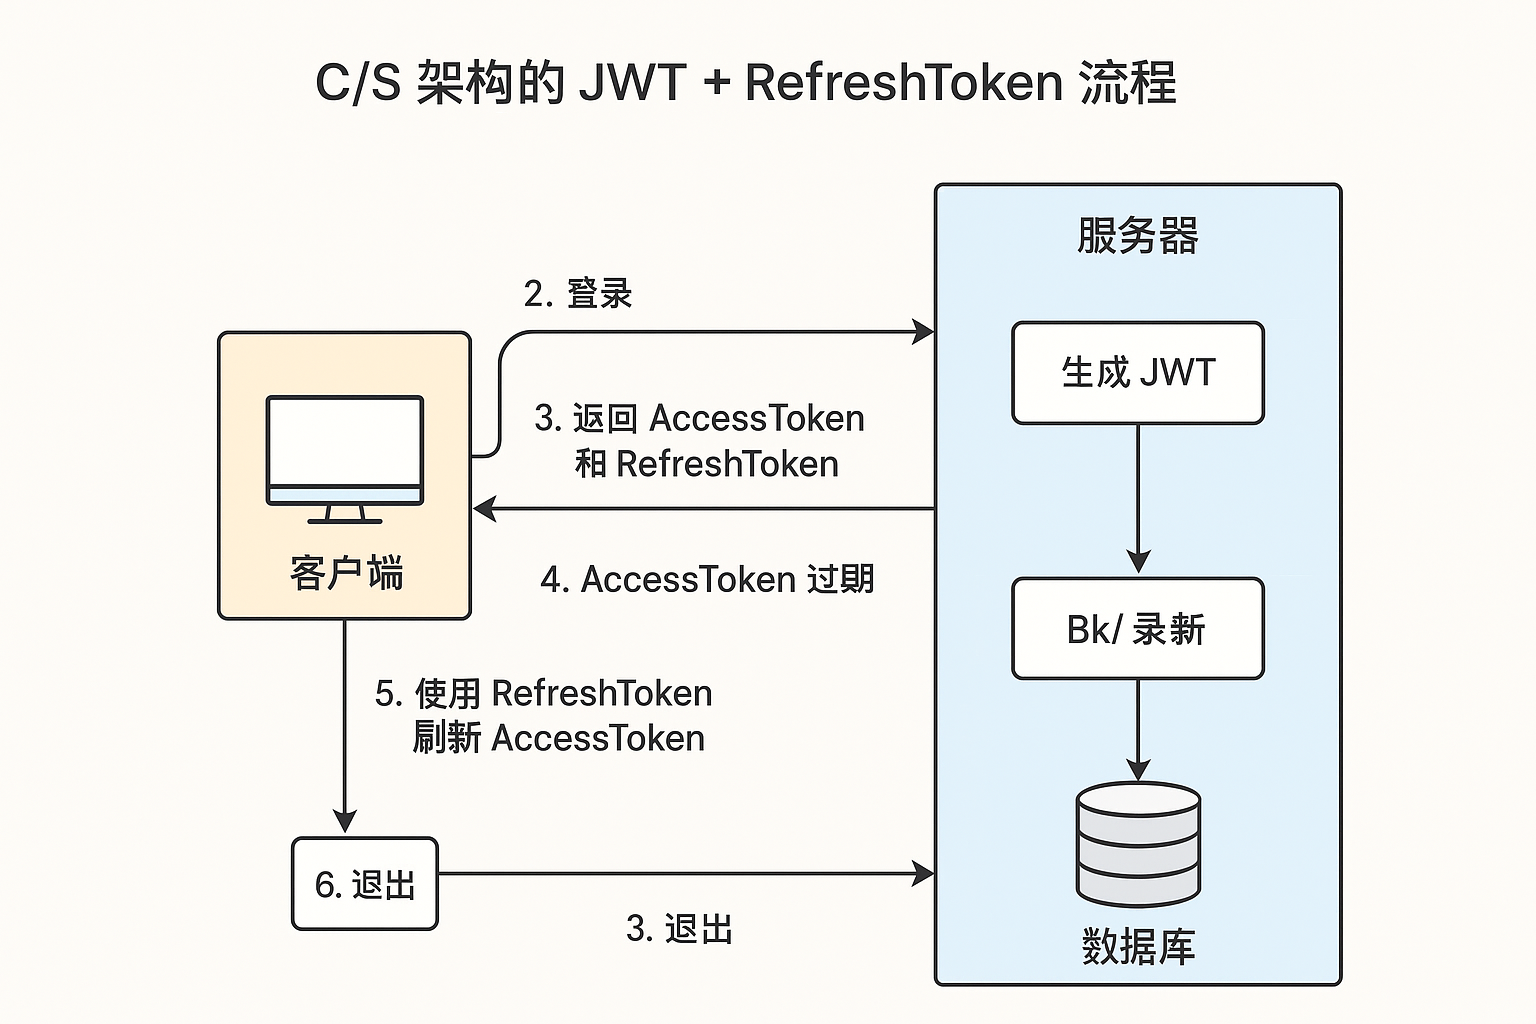 C/S 架构的 JWT + RefreshToken 流程
服务器
2. 登录
生成 JWT
3. 返回 AccessToken
和 RefreshToken
客户端
4. AccessToken 过期
Bk/ 录新
5. 使用 RefreshToken
刷新 AccessToken
6. 退出
3. 退出
数据库